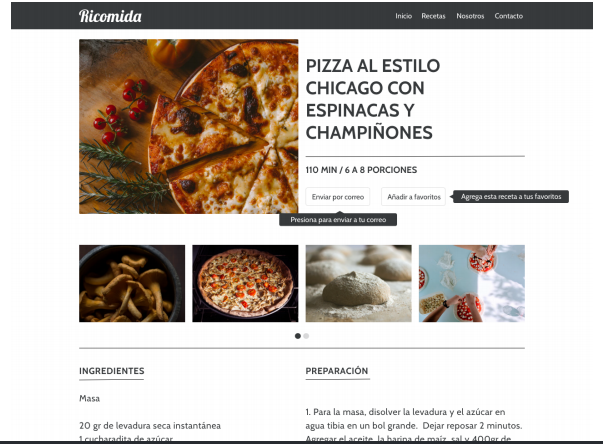 Ricomida
Inicio Recetas Nosotros Contacto
PIZZA AL ESTILO
CHICAGO CON
ESPINACAS Y
CHAMPIÑONES
110 MIN / 6 A 8 PORCIONES
Enviar por correo Añadir a favoritos Agrega esta receta a tus favoritos
Presiona para enviar a tu correo
INGREDIENTES
Masa
20 gr de levadura seca instantánea
1 cucharadita de azúcar
PREPARACIÓN
1. Para la masa, disolver la levadura y el azúcar en
agua tibia en un bol grande. Dejar reposar 2 minutos.
Agregar el aceite, la harina de maíz, sal y 400gr de